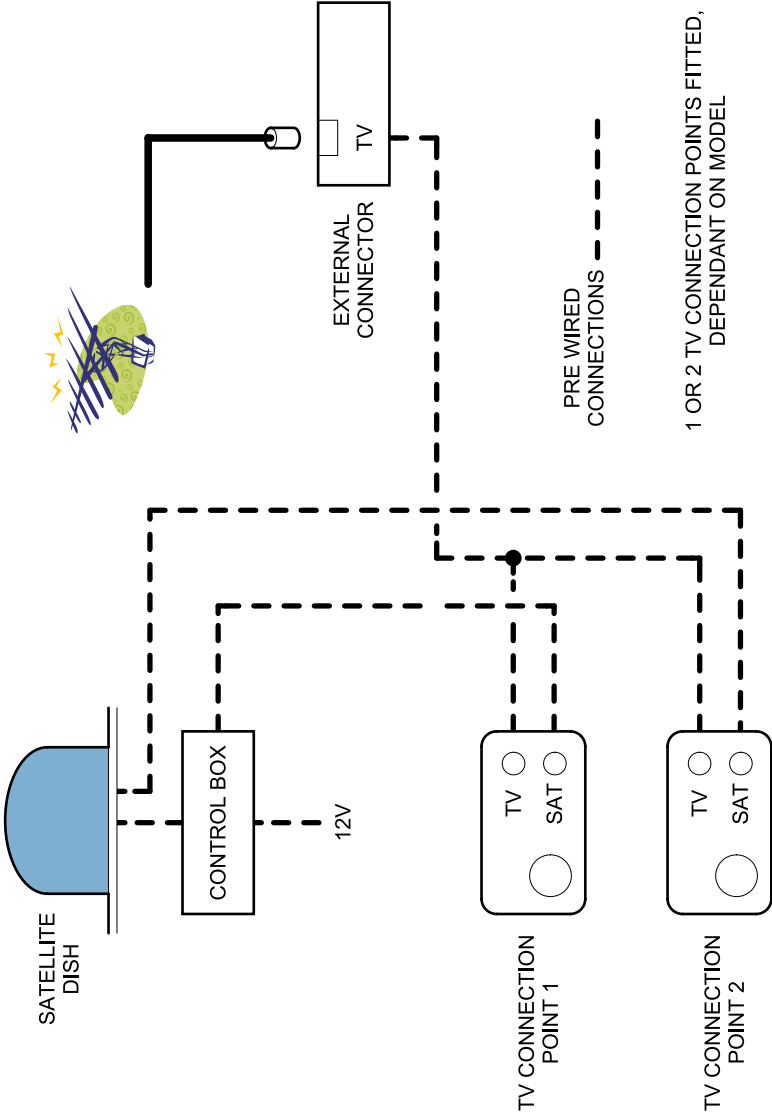 SATELLITE
DISH
CONTROL BOX
12V
TV CONNECTION
POINT 1
TV
SAT
TV CONNECTION
POINT 2
TV
SAT
EXTERNAL
CONNECTOR
TV
PRE WIRED
CONNECTIONS
1 OR 2 TV CONNECTION POINTS FITTED,
DEPENDANT ON MODEL